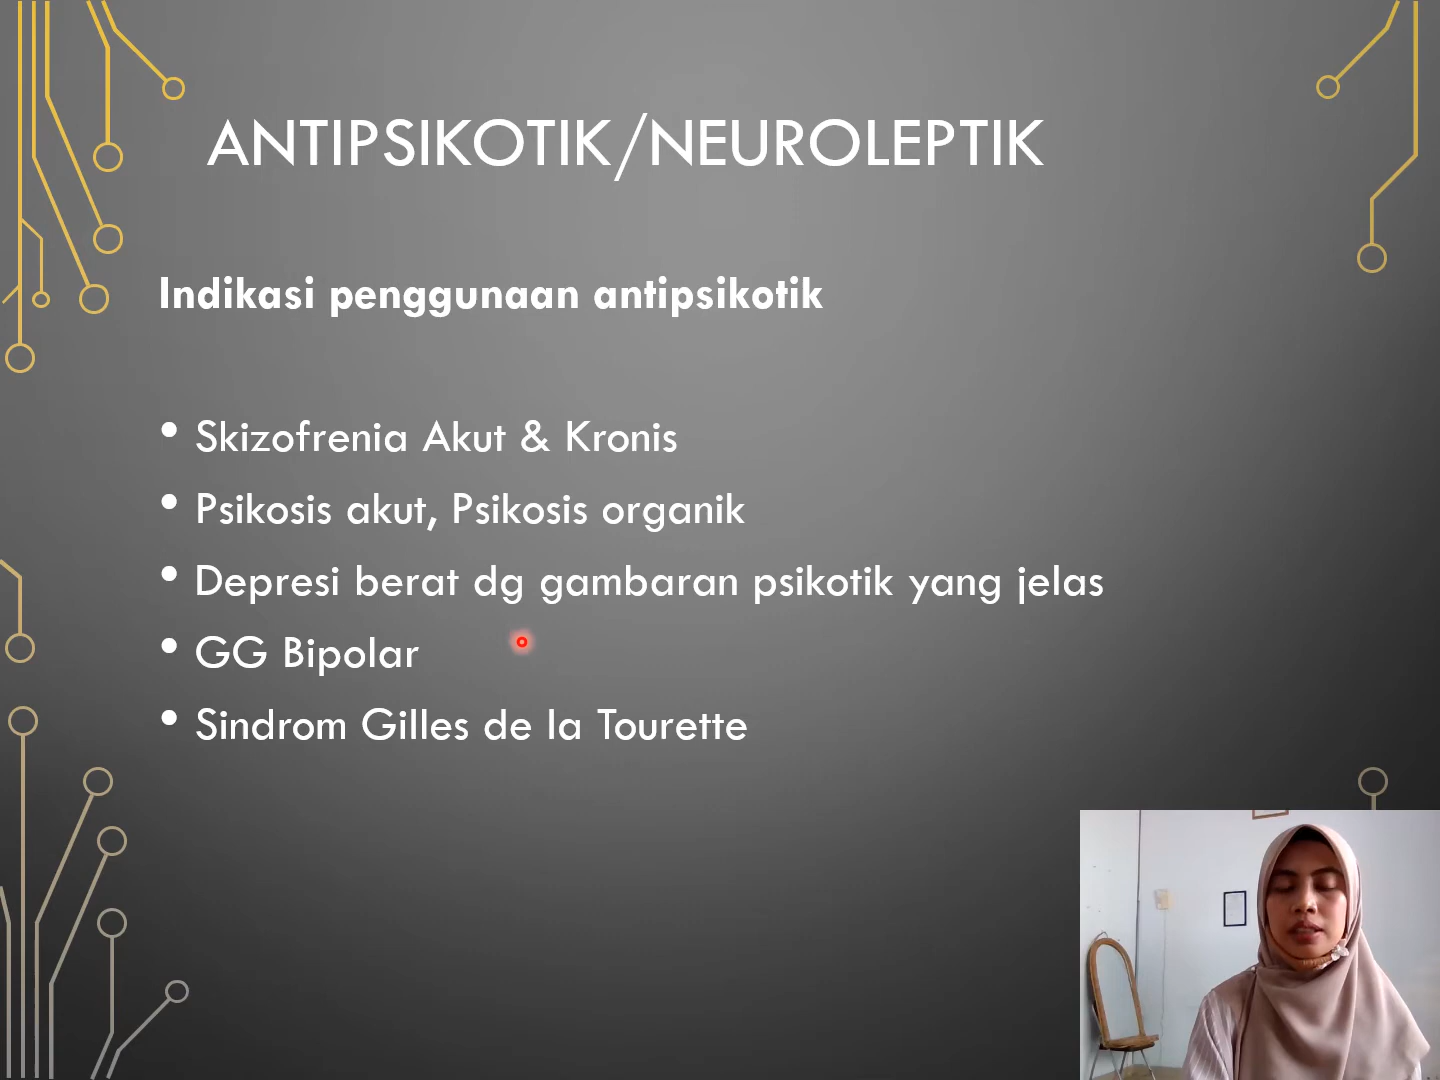 ANTIPSIKOTIK/NEUROLEPTIK
Indikasi penggunaan antipsikotik
• Skizofrenia Akut & Kronis
• Psikosis akut, Psikosis organik
• Depresi berat dg gambaran psikotik yang jelas
• GG Bipolar
• Sindrom Gilles de la Tourette